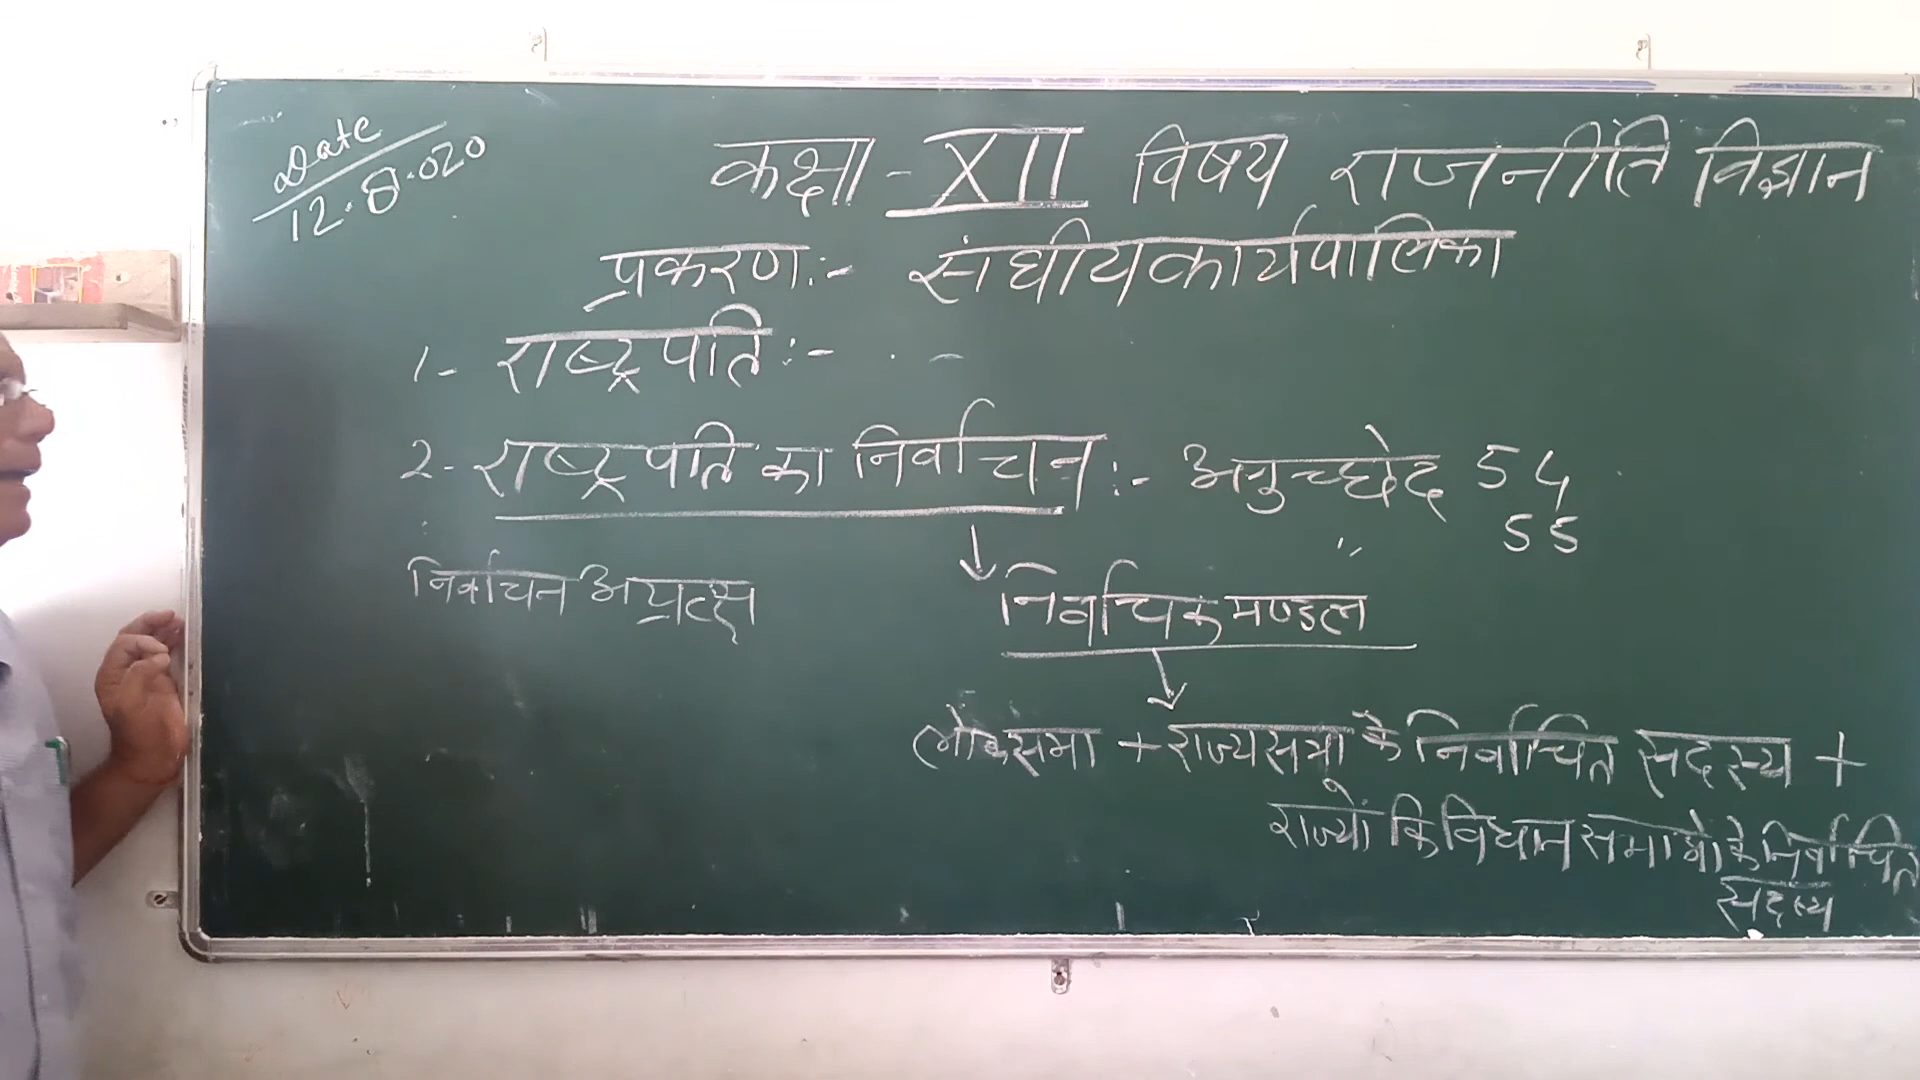 Date
12.8.020
कक्षा - XII विषय राजनीति विज्ञान
प्रकरण:- संघीय कार्यपालिका
1- राष्ट्रपति:-
2- राष्ट्रपति का निर्वाचन:- अनुच्छेद 54
" 55
निर्वाचन अप्रत्यक्ष
निर्वाचक मण्डल
लोकसभा + राज्यसभा के निर्वाचित सदस्य +
राज्यों कि विधान सभाओ के निर्वाचित
सदस्य